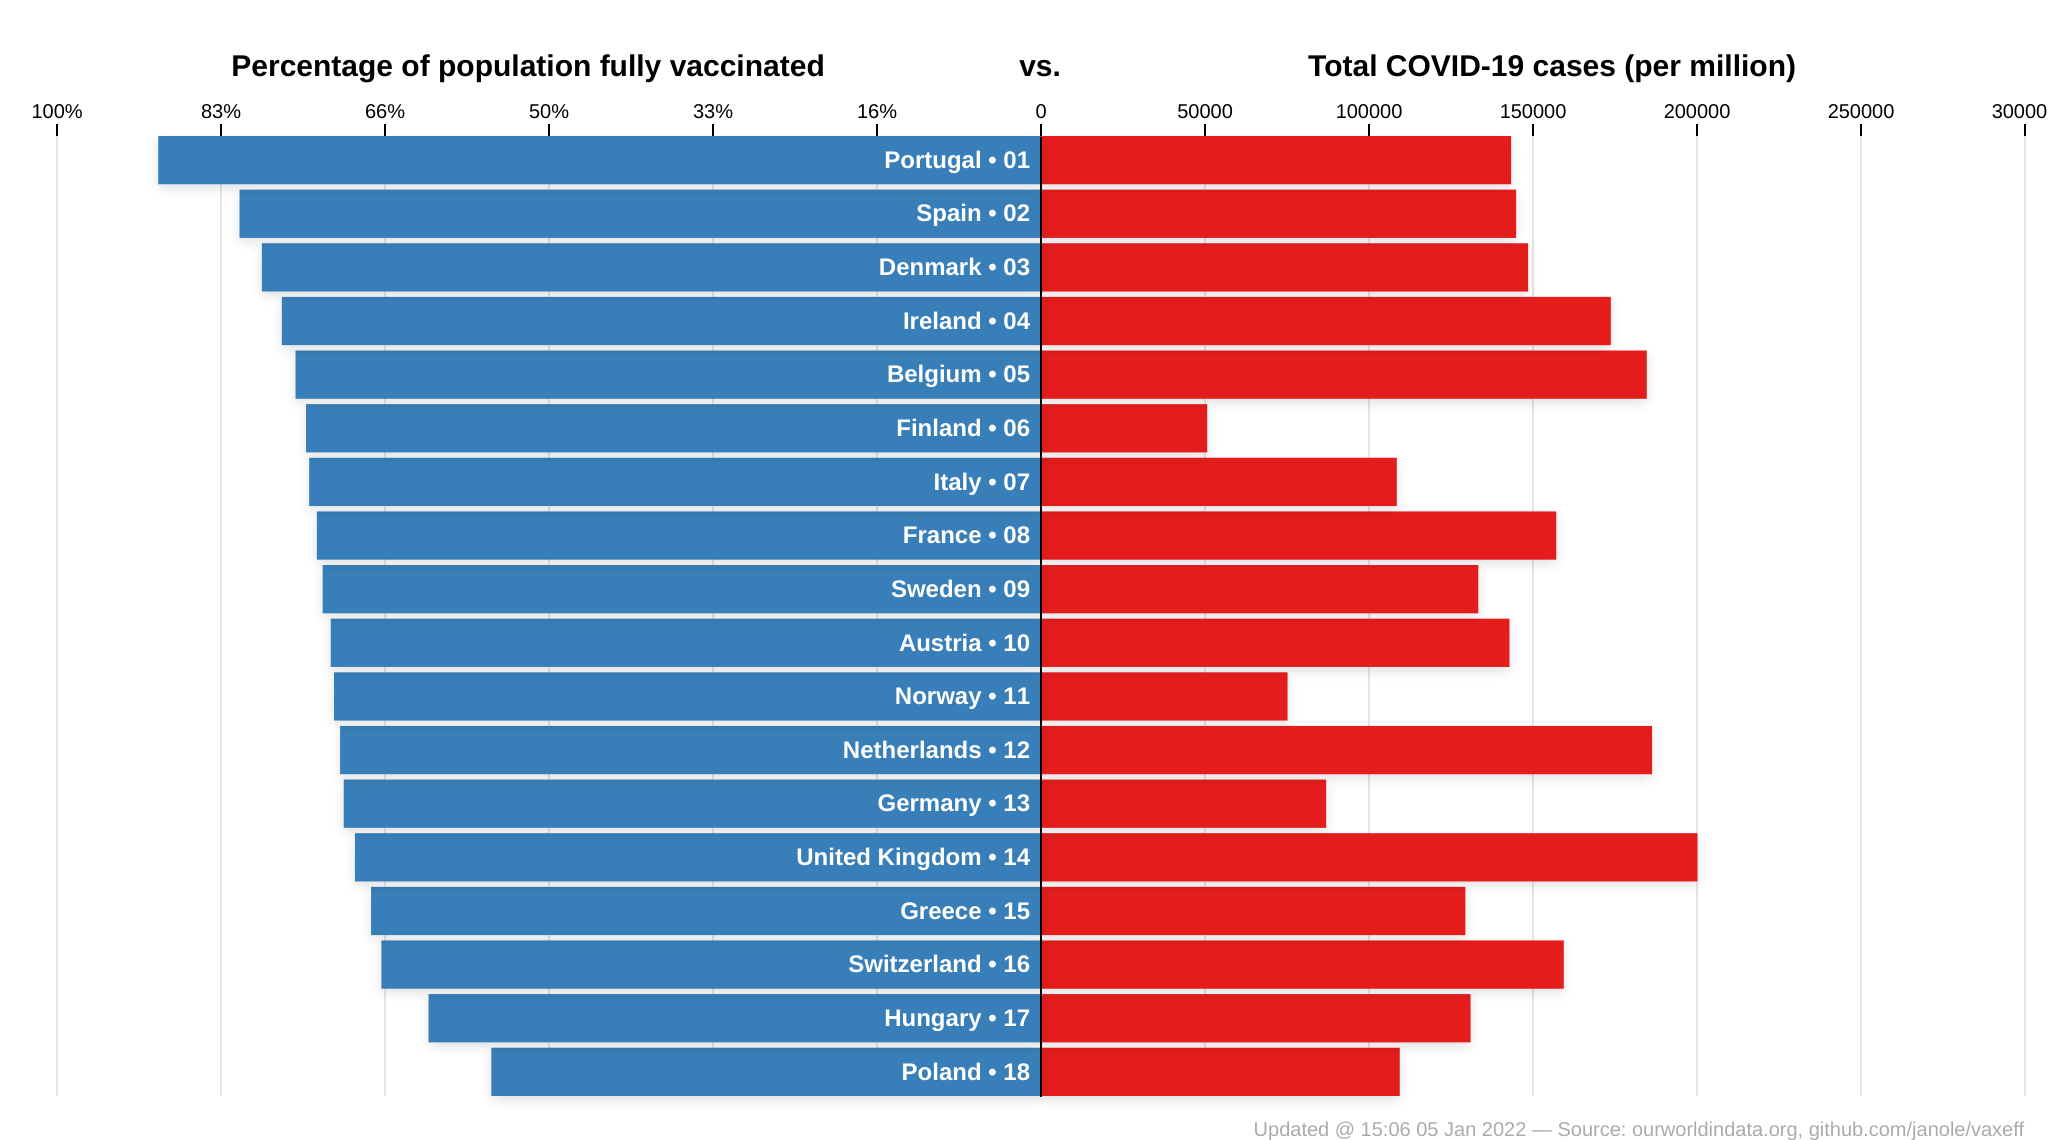 Percentage of population fully vaccinated vs. Total COVID-19 cases (per million)
100% 83% 66% 50% 33% 16% 0 50000 100000 150000 200000 250000 30000
Portugal • 01
Spain • 02
Denmark • 03
Ireland • 04
Belgium • 05
Finland • 06
Italy • 07
France • 08
Sweden • 09
Austria • 10
Norway • 11
Netherlands • 12
Germany • 13
United Kingdom • 14
Greece • 15
Switzerland • 16
Hungary • 17
Poland • 18
Updated @ 15:06 05 Jan 2022 — Source: ourworldindata.org, github.com/janole/vaxeff